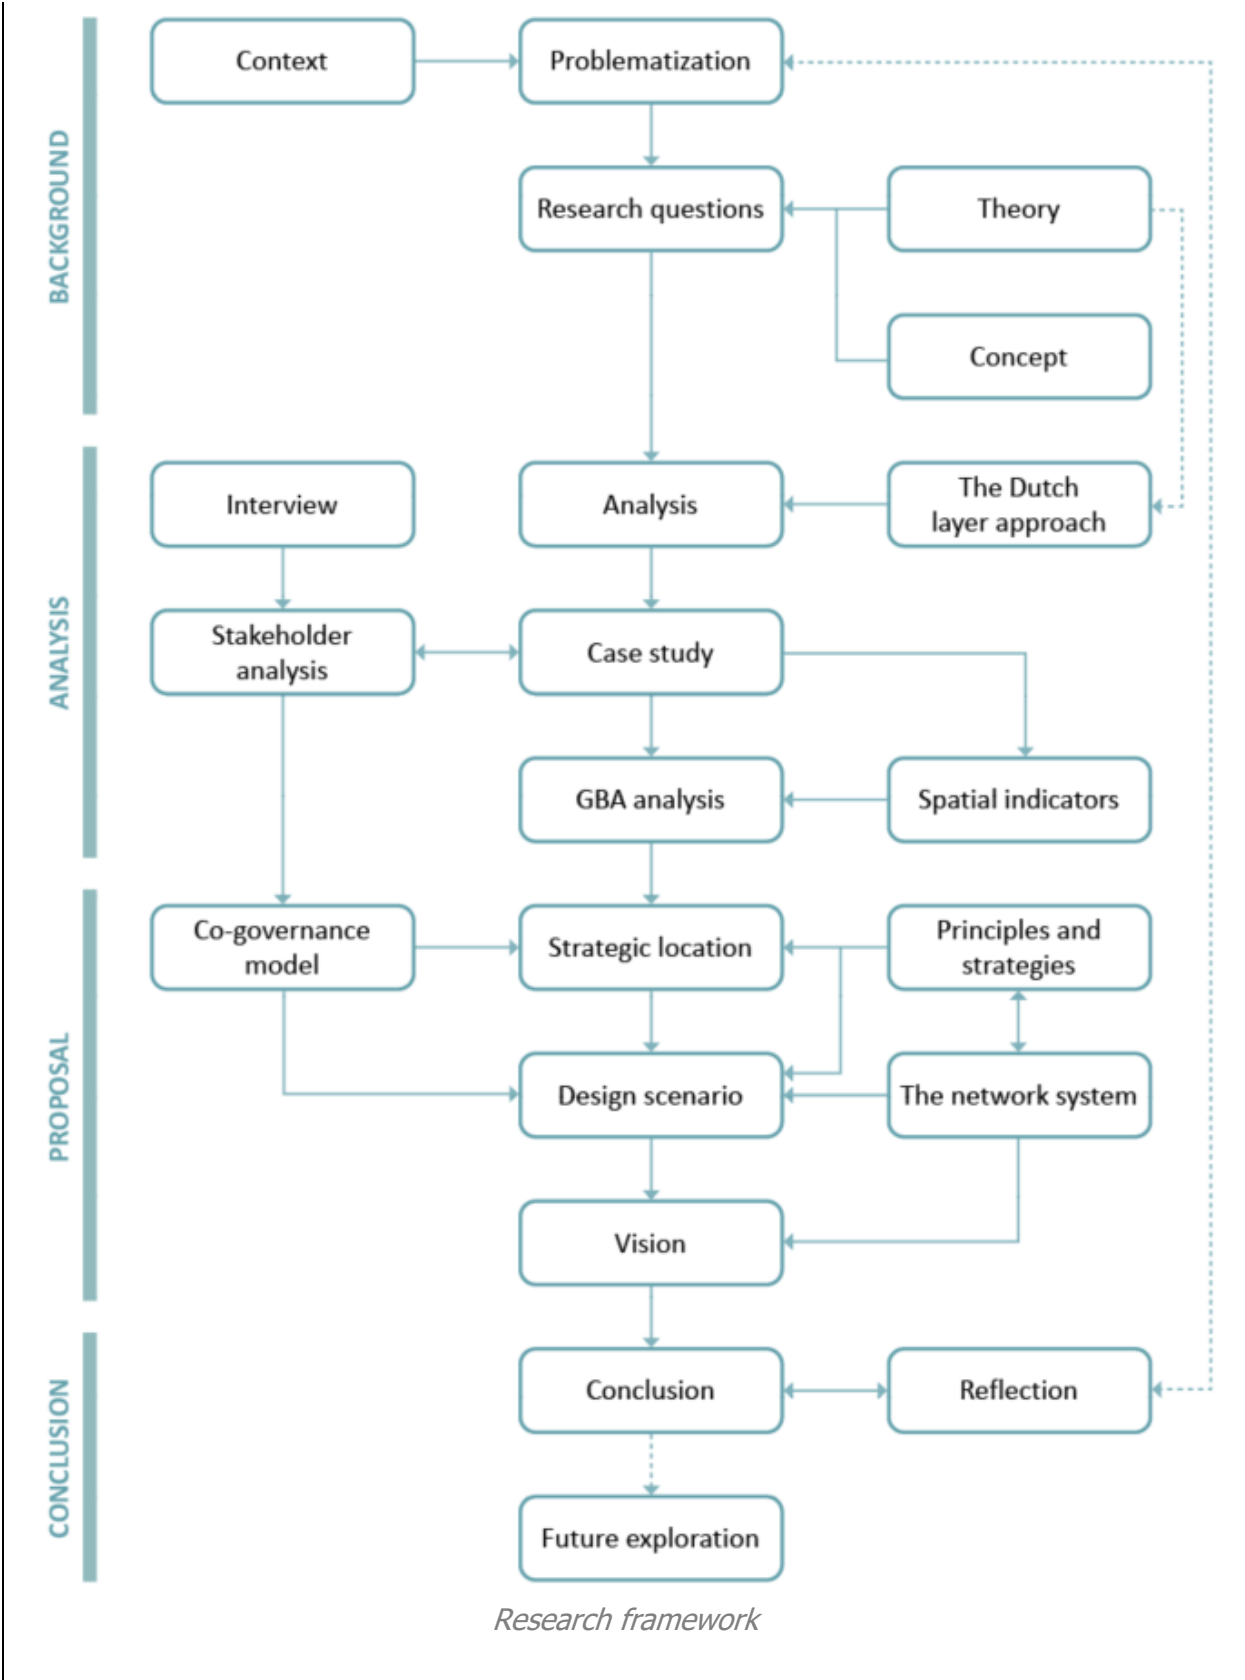 BACKGROUND
Context
Problematization
Research questions
Theory
Concept
ANALYSIS
Interview
Analysis
The Dutch
layer approach
Stakeholder
analysis
Case study
GBA analysis
Spatial indicators
PROPOSAL
Co-governance
model
Strategic location
Principles and
strategies
Design scenario
The network system
Vision
CONCLUSION
Conclusion
Reflection
Future exploration
Research framework